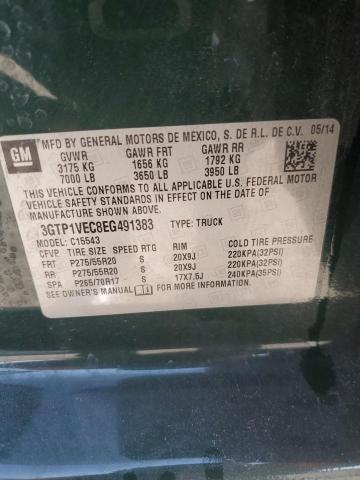 GM
MFD BY GENERAL MOTORS DE MEXICO, S. DE R.L. DE C.V. 05/14
GVWR GAWR FRT GAWR RR
3175 KG 1656 KG 1792 KG
7000 LB 3650 LB 3950 LB
THIS VEHICLE CONFORMS TO ALL APPLICABLE U.S. FEDERAL MOTOR
VEHICLE SAFETY STANDARDS IN EFFECT ON THE DATE OF
MANUFACTURE SHOWN ABOVE.
3GTP1VEC8EG491383 TYPE: TRUCK
MODEL: C15543
CFVP TIRE SIZE SPEED RTG RIM COLD TIRE PRESSURE
FRT P275/55R20 S 20X9J 220KPA(32PSI)
RR P275/55R20 S 20X9J 220KPA(32PSI)
SPA P265/70R17 S 17X7.5J 240KPA(35PSI)
SEE OWNER'S MANUAL FOR MORE INFORMATION